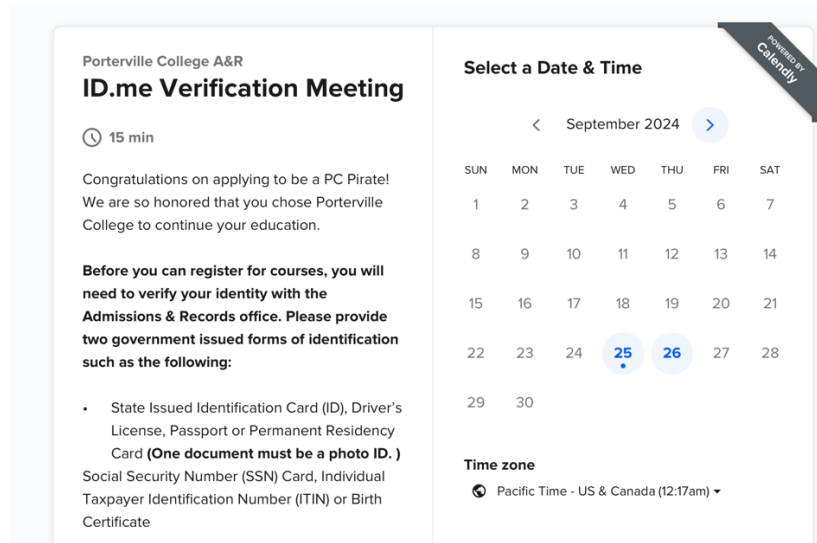 Porterville College A&R
ID.me Verification Meeting
15 min
Congratulations on applying to be a PC Pirate!
We are so honored that you chose Porterville
College to continue your education.
Before you can register for courses, you will
need to verify your identity with the
Admissions & Records office. Please provide
two government issued forms of identification
such as the following:
• State Issued Identification Card (ID), Driver's
License, Passport or Permanent Residency
Card (One document must be a photo ID. )
Social Security Number (SSN) Card, Individual
Taxpayer Identification Number (ITIN) or Birth
Certificate
Select a Date & Time
POWERED BY
Calendly
September 2024
SUN MON TUE WED THU FRI SAT
1 2 3 4 5 6 7
8 9 10 11 12 13 14
15 16 17 18 19 20 21
22 23 24 25 26 27 28
29 30
Time zone
Pacific Time - US & Canada (12:17am)